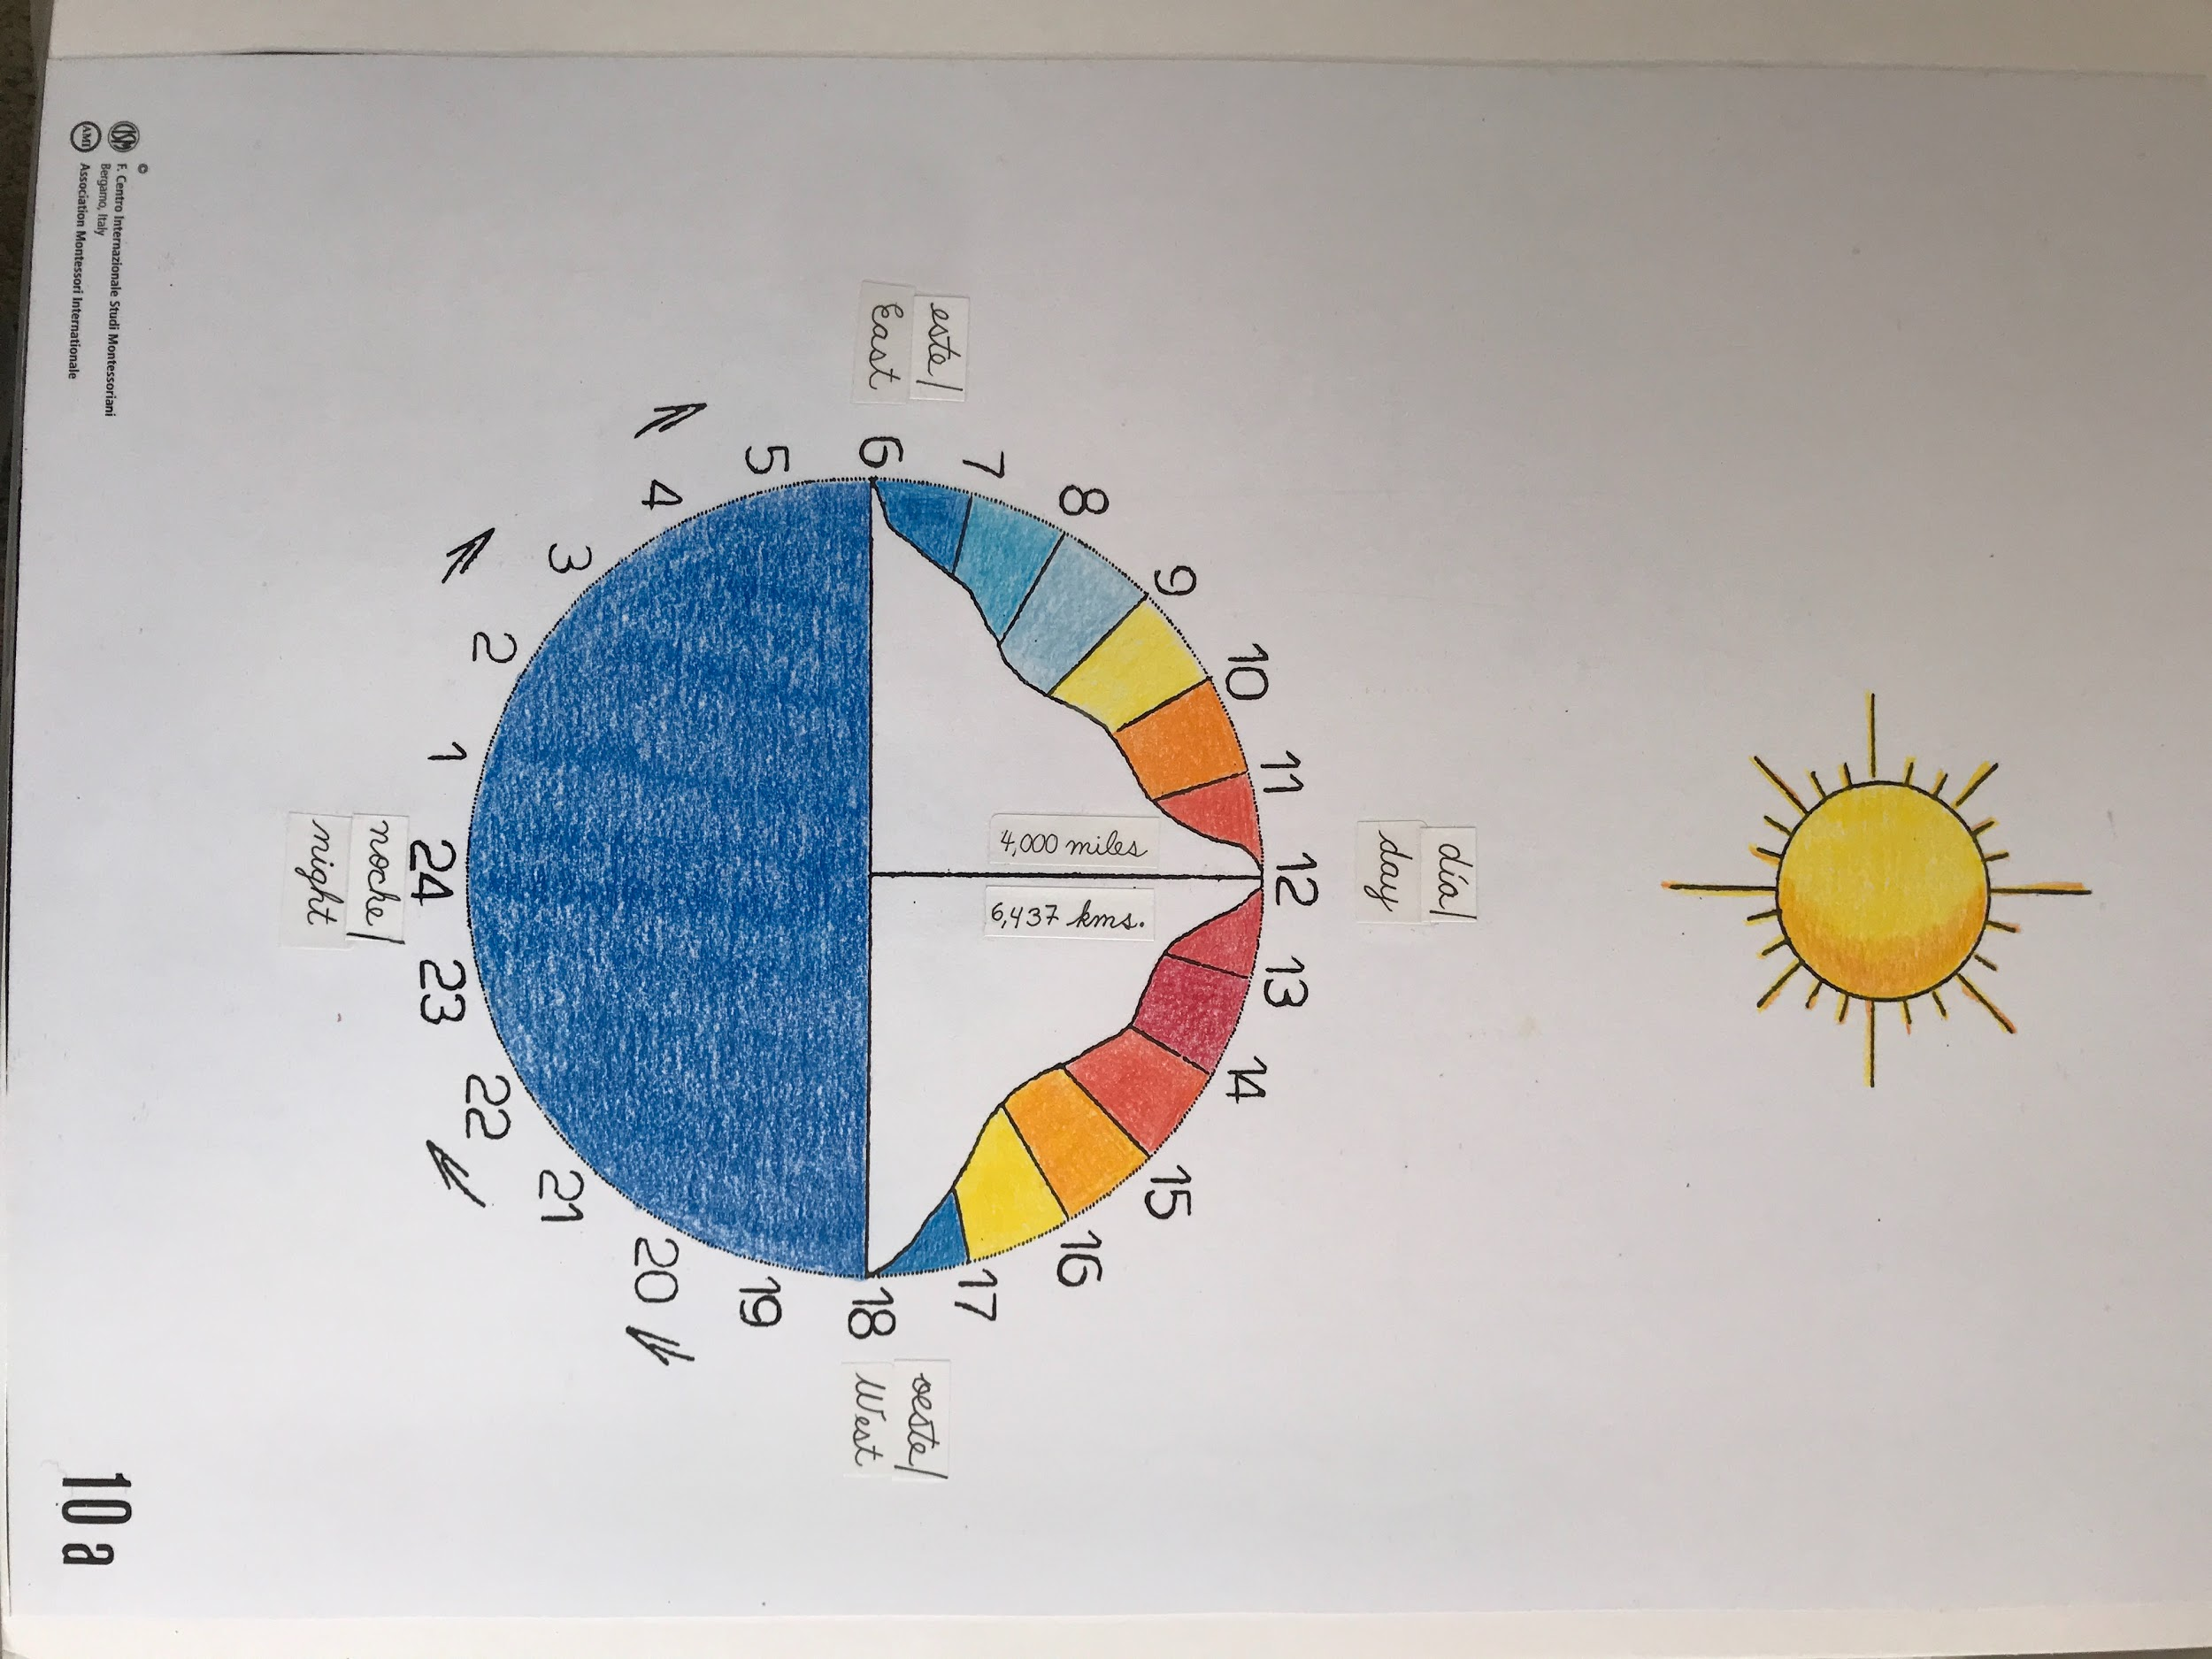 día/
day
12
11
13
10
14
9
15
8
16
7
17
4,000 miles
6,437 kms.
este/
East
6
18
oeste/
West
5
19
4
20
3
21
2
22
1
23
24
noche/
night
©
CISM F. Centro Internazionale Studi Montessoriani
Bergamo, Italy
AMI Association Montessori Internationale
10 a